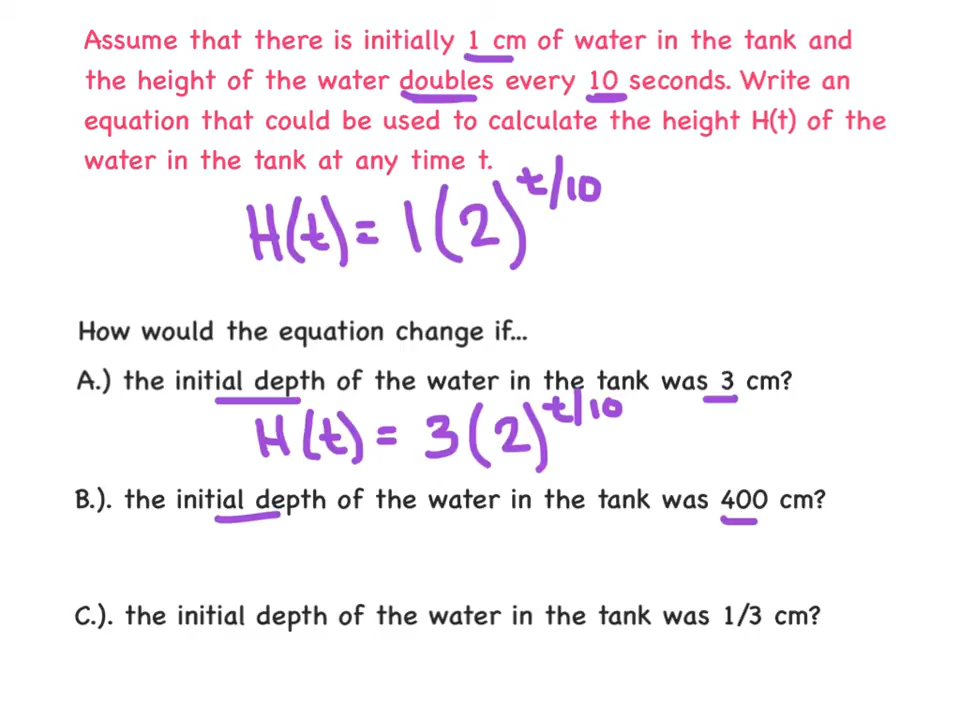 Assume that there is initially 1 cm of water in the tank and
the height of the water doubles every 10 seconds. Write an
equation that could be used to calculate the height H(t) of the
water in the tank at any time t.
H(t) = 1(2)^t/10
How would the equation change if...
A.) the initial depth of the water in the tank was 3 cm?
H(t) = 3(2)^t/10
B.). the initial depth of the water in the tank was 400 cm?
C.). the initial depth of the water in the tank was 1/3 cm?